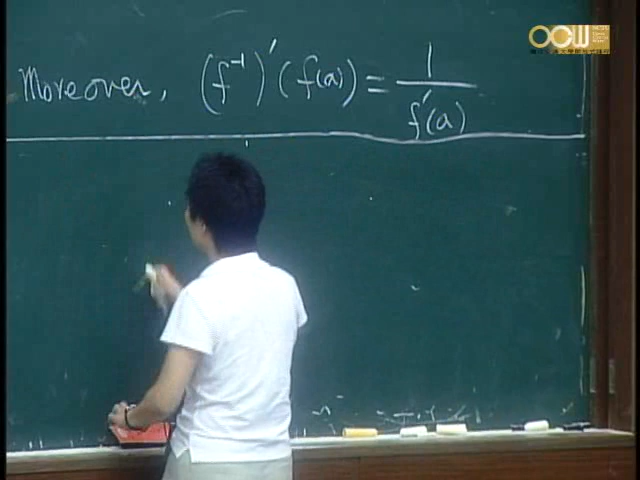 Moreover, (f⁻¹)'(f(a)) = 1/f'(a)
OCW